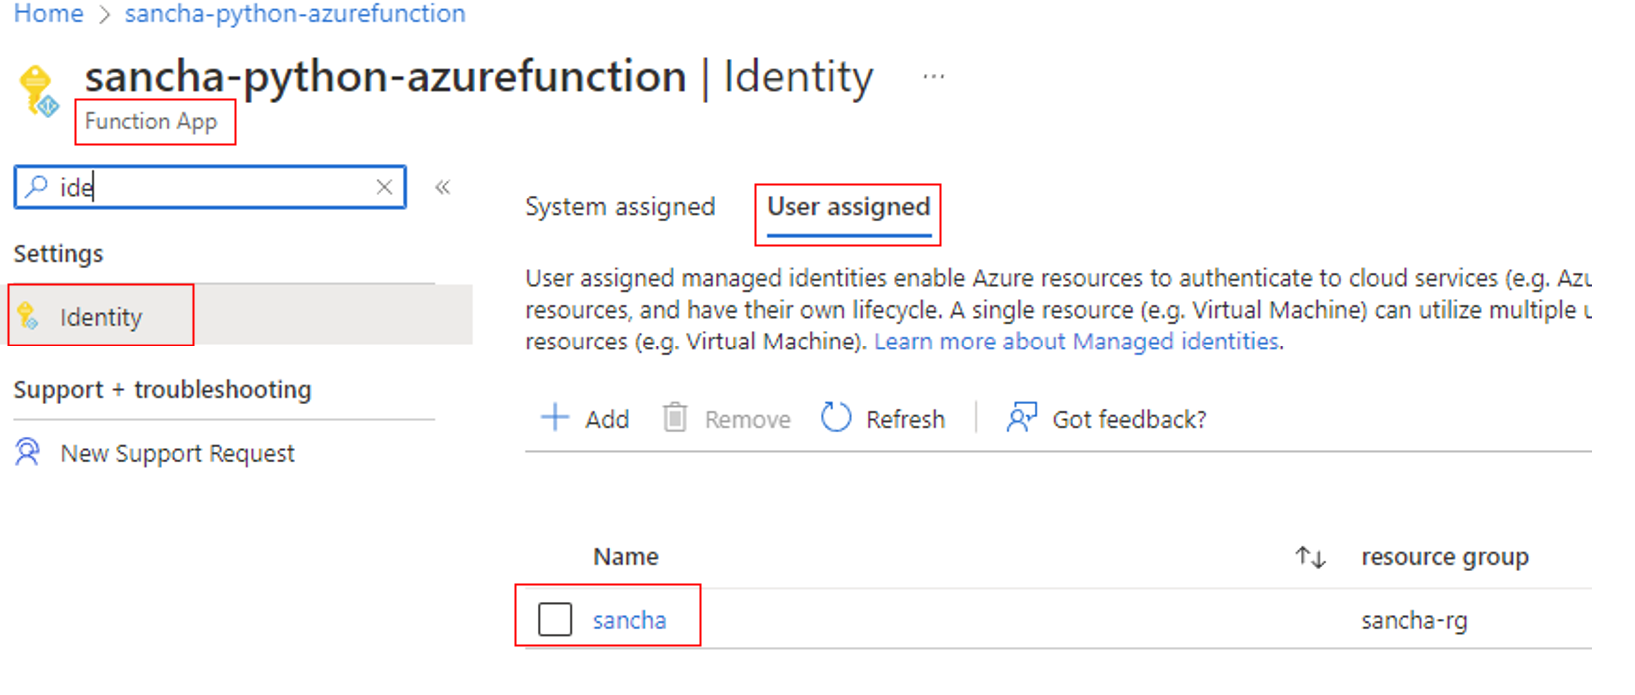 Home > sancha-python-azurefunction
sancha-python-azurefunction | Identity ...
Function App
ide
System assigned
User assigned
Settings
Identity
Support + troubleshooting
New Support Request
User assigned managed identities enable Azure resources to authenticate to cloud services (e.g. Azu
resources, and have their own lifecycle. A single resource (e.g. Virtual Machine) can utilize multiple u
resources (e.g. Virtual Machine). Learn more about Managed identities.
Add Remove Refresh | Got feedback?
Name resource group
sancha sancha-rg